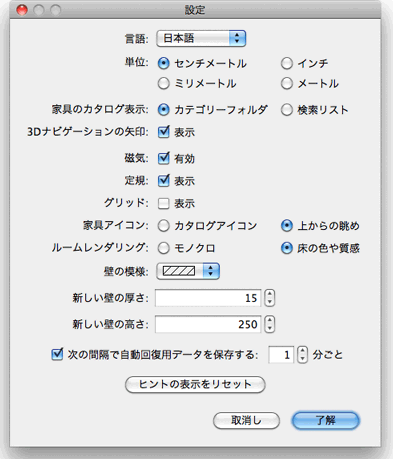 設定
言語: 日本語
単位: センチメートル インチ
ミリメートル メートル
家具のカタログ表示: カテゴリーフォルダ 検索リスト
3Dナビゲーションの矢印: 表示
磁気: 有効
定規: 表示
グリッド: 表示
家具アイコン: カタログアイコン 上からの眺め
ルームレンダリング: モノクロ 床の色や質感
壁の模様:
新しい壁の厚さ: 15
新しい壁の高さ: 250
次の間隔で自動回復用データを保存する: 1 分ごと
ヒントの表示をリセット
取消し 了解